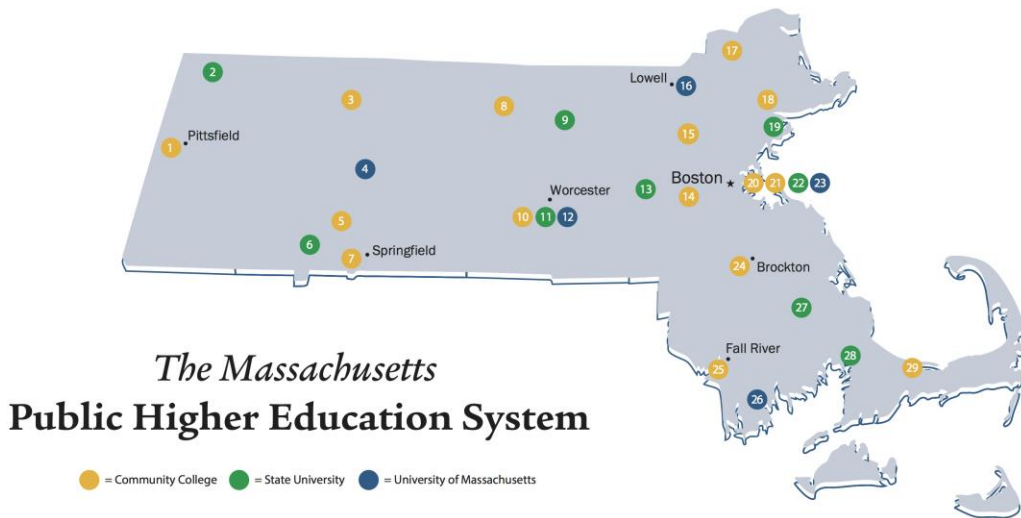 17
2
Lowell
16
3
18
8
9
19
15
Pittsfield
1
4
Boston
20 21 22 23
13
Worcester
14
10 11 12
5
6
Springfield
7
24
Brockton
27
Fall River
28
25
29
26
The Massachusetts
Public Higher Education System
= Community College = State University = University of Massachusetts